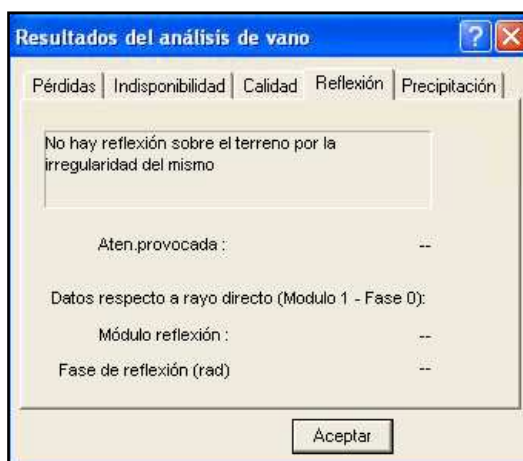 Resultados del análisis de vano
Pérdidas Indisponibilidad Calidad Reflexión Precipitación
No hay reflexión sobre el terreno por la
irregularidad del mismo
Aten.provocada : --
Datos respecto a rayo directo (Modulo 1 - Fase 0):
Módulo reflexión : --
Fase de reflexión (rad) --
Aceptar